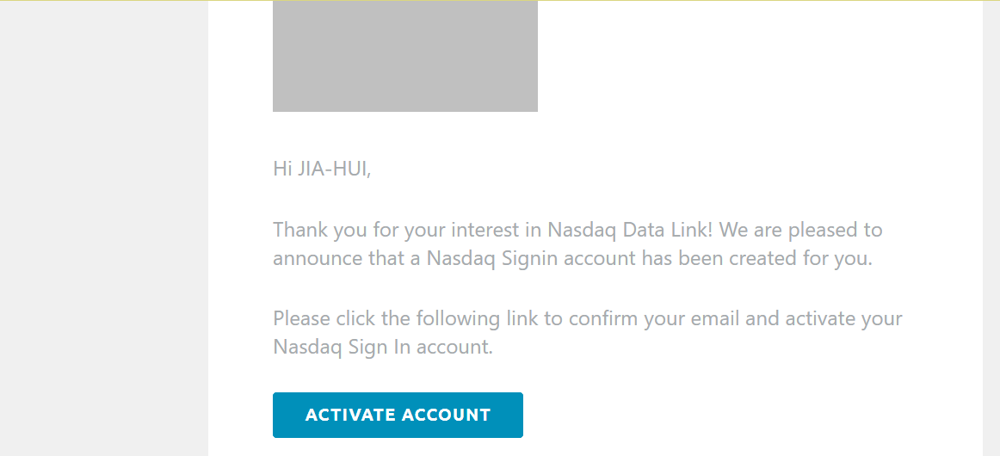 Hi JIA-HUI,
Thank you for your interest in Nasdaq Data Link! We are pleased to
announce that a Nasdaq Signin account has been created for you.
Please click the following link to confirm your email and activate your
Nasdaq Sign In account.
ACTIVATE ACCOUNT